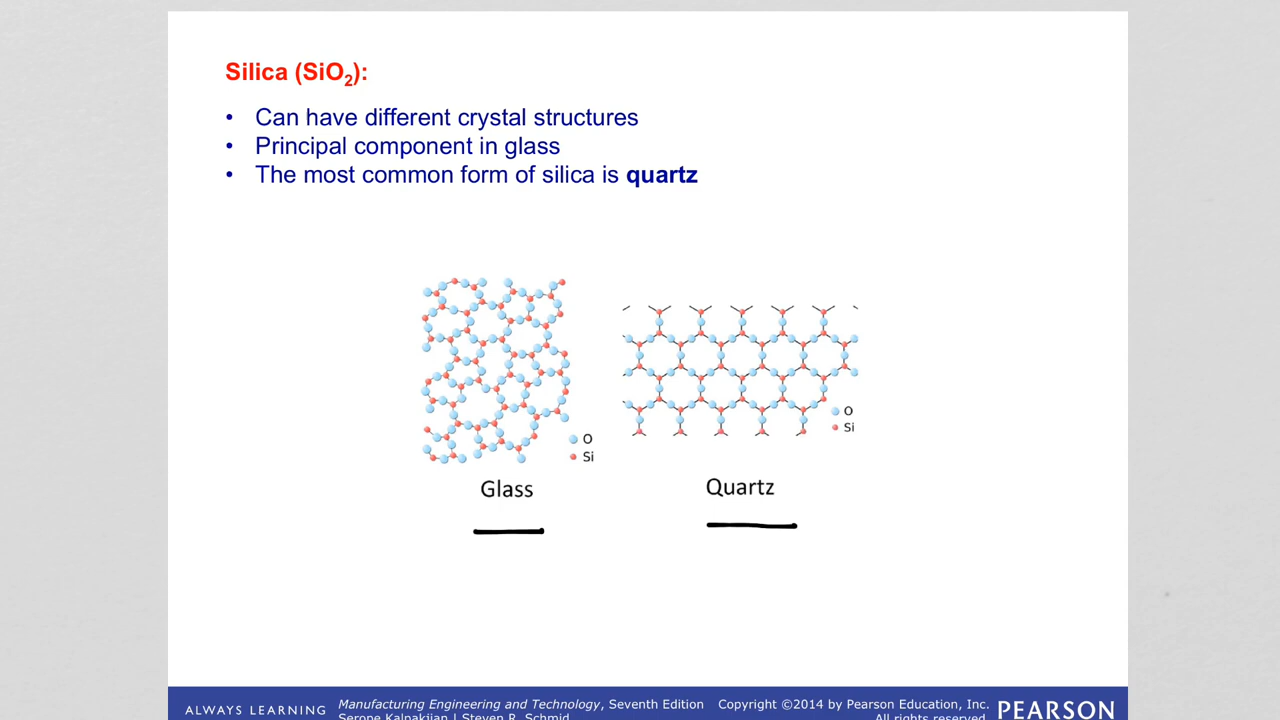 Silica (SiO₂):
• Can have different crystal structures
• Principal component in glass
• The most common form of silica is quartz
O
Si
O
Si
Glass
Quartz
ALWAYS LEARNING
Manufacturing Engineering and Technology, Seventh Edition
Serope Kalpakjian | Steven R. Schmid
Copyright ©2014 by Pearson Education, Inc.
All rights reserved.
PEARSON